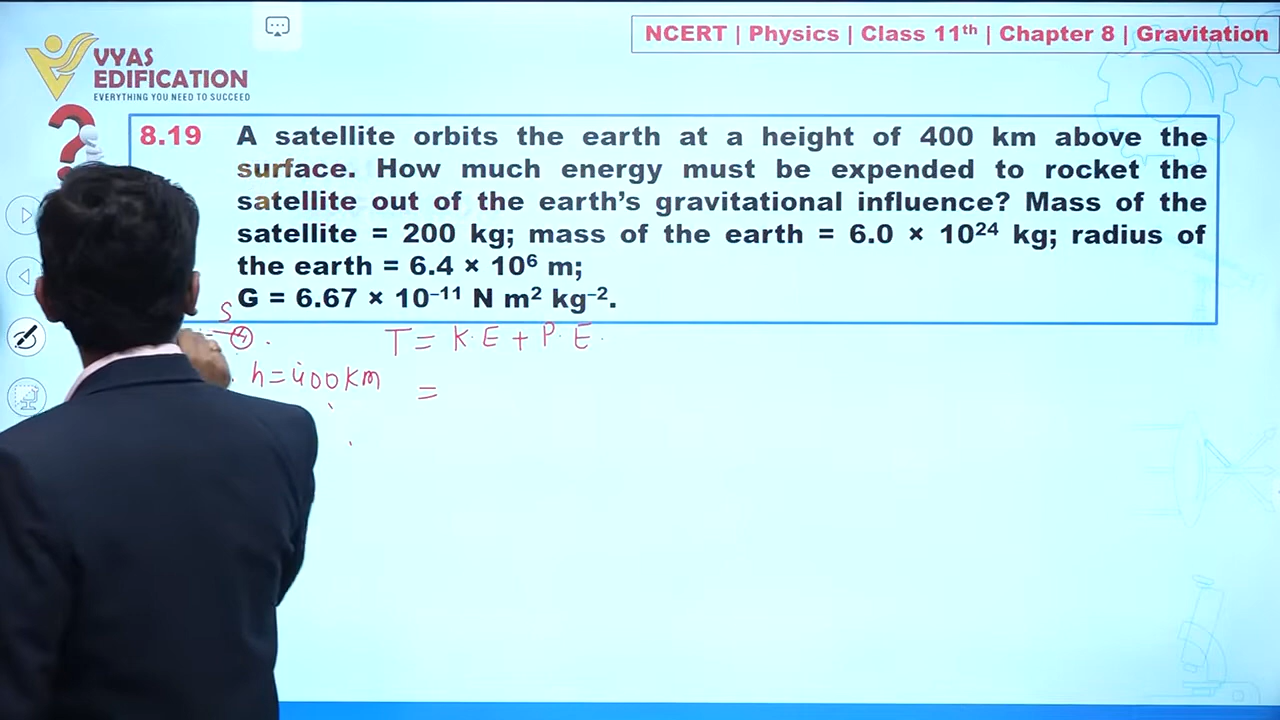 NCERT | Physics | Class 11th | Chapter 8 | Gravitation
VYAS
EDIFICATION
EVERYTHING YOU NEED TO SUCCEED
8.19 A satellite orbits the earth at a height of 400 km above the
surface. How much energy must be expended to rocket the
satellite out of the earth's gravitational influence? Mass of the
satellite = 200 kg; mass of the earth = 6.0 × 10²⁴ kg; radius of
the earth = 6.4 × 10⁶ m;
G = 6.67 × 10⁻¹¹ N m² kg⁻².
S
T = K.E + P.E.
h = 400 km
=